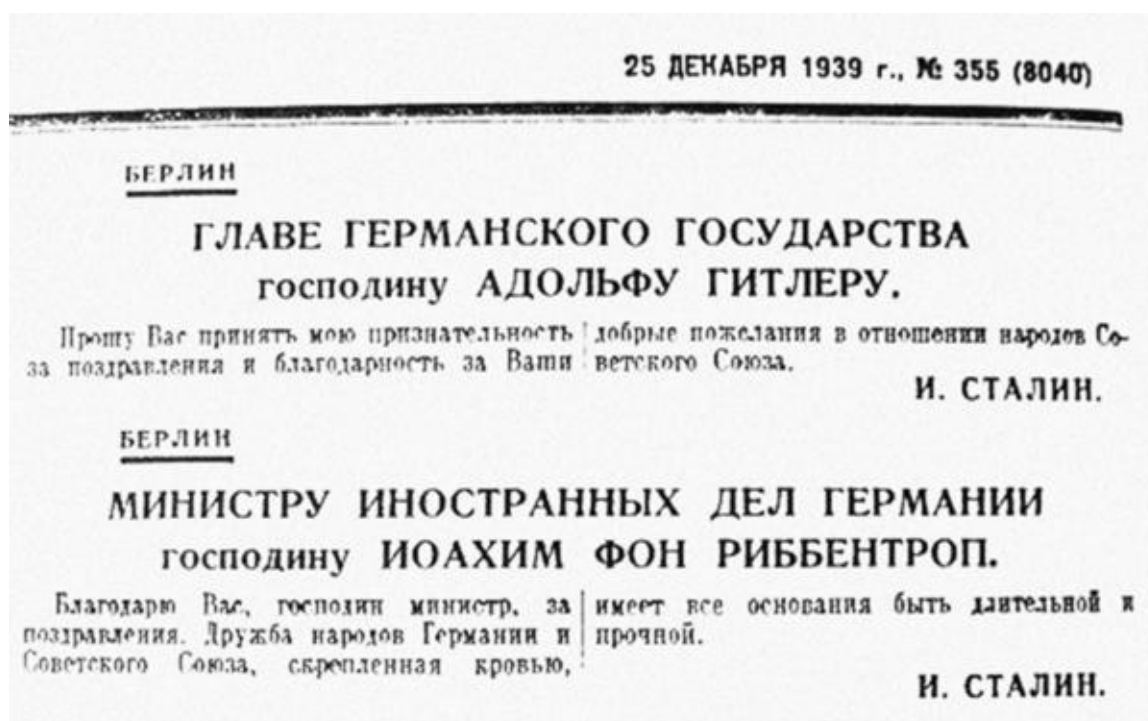 25 ДЕКАБРЯ 1939 г., № 355 (8040)
БЕРЛИН
ГЛАВЕ ГЕРМАНСКОГО ГОСУДАРСТВА
господину АДОЛЬФУ ГИТЛЕРУ.
Прошу Вас принять мою признательность
за поздравления и благодарность за Ваши
добрые пожелания в отношении народов Со-
ветского Союза.
И. СТАЛИН.
БЕРЛИН
МИНИСТРУ ИНОСТРАННЫХ ДЕЛ ГЕРМАНИИ
господину ИОАХИМ ФОН РИББЕНТРОП.
Благодарю Вас, господин министр, за
поздравления. Дружба народов Германии и
Советского Союза, скрепленная кровью,
имеет все основания быть длительной и
прочной.
И. СТАЛИН.